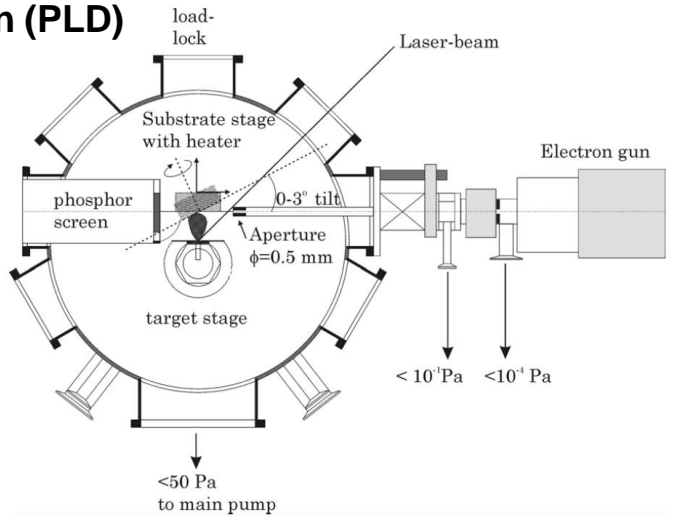 n (PLD)
load-
lock
Laser-beam
Substrate stage
with heater
Electron gun
phosphor
screen
0-3° tilt
Aperture
ϕ=0.5 mm
target stage
< 10⁻¹Pa <10⁻⁴ Pa
<50 Pa
to main pump